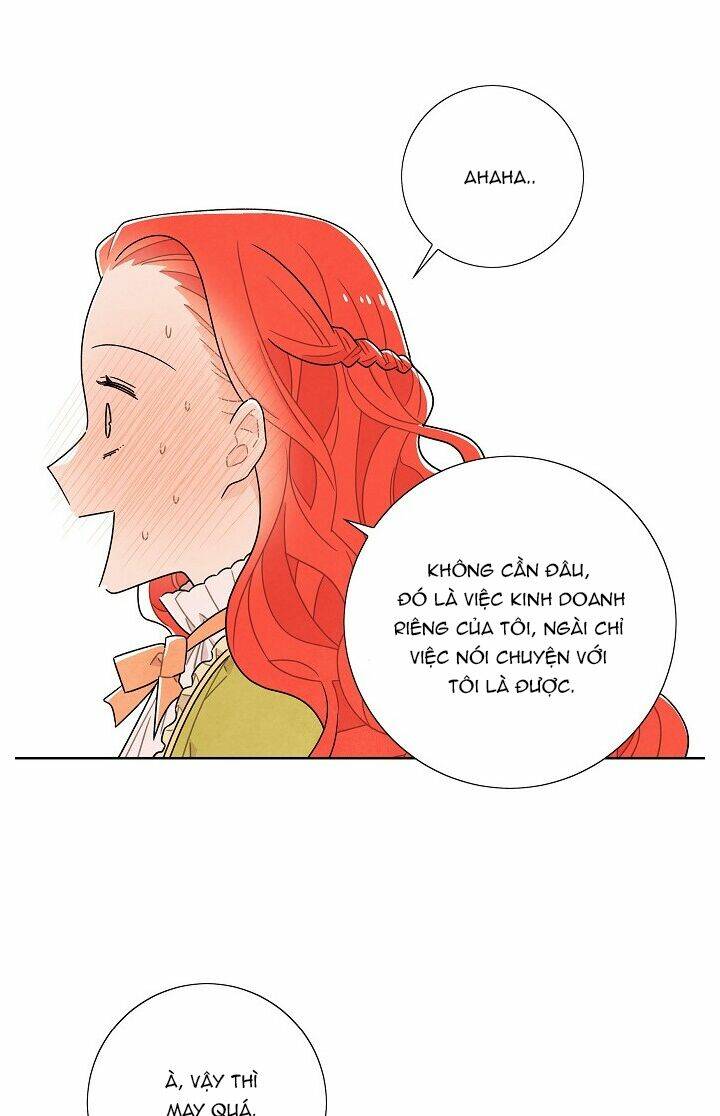 AHAHA..
KHÔNG CẦN ĐÂU,
ĐÓ LÀ VIỆC KINH DOANH
RIÊNG CỦA TÔI, NGÀI CHỈ
VIỆC NÓI CHUYỆN VỚI
TÔI LÀ ĐƯỢC.
À, VẬY THÌ
MAY QUÁ.